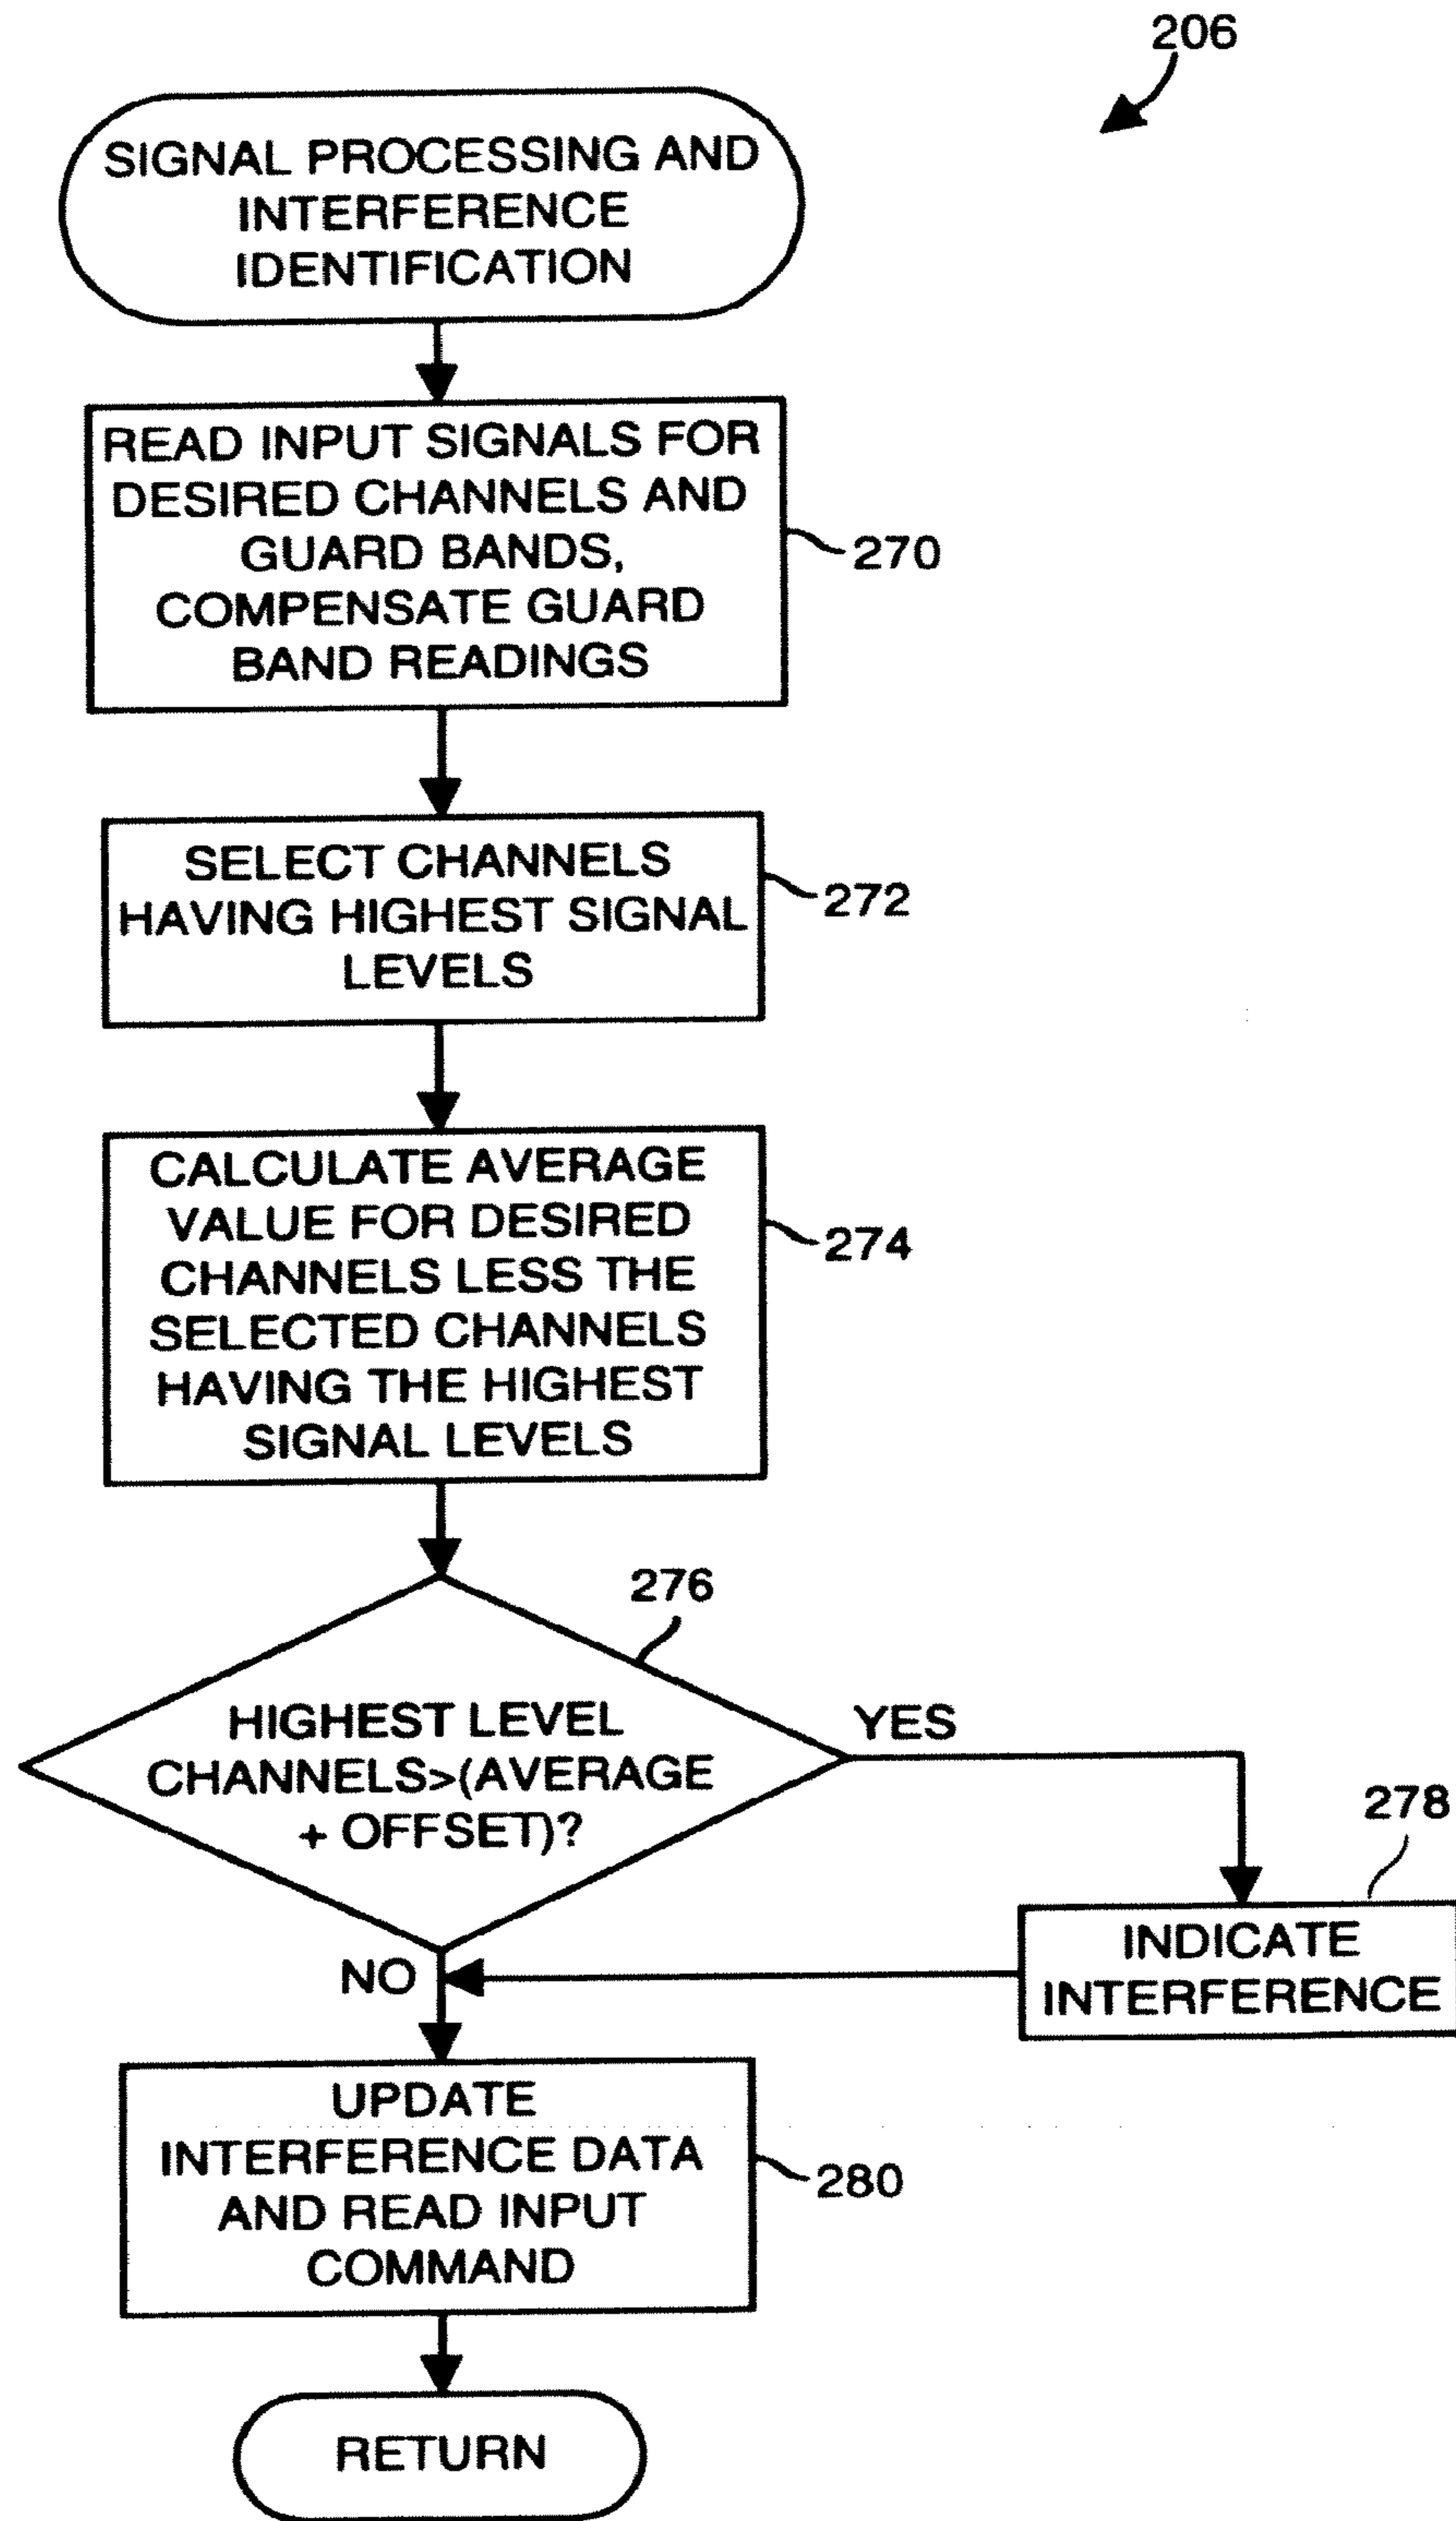 206
SIGNAL PROCESSING AND
INTERFERENCE
IDENTIFICATION
READ INPUT SIGNALS FOR
DESIRED CHANNELS AND
GUARD BANDS,
COMPENSATE GUARD
BAND READINGS
270
SELECT CHANNELS
HAVING HIGHEST SIGNAL
LEVELS
272
CALCULATE AVERAGE
VALUE FOR DESIRED
CHANNELS LESS THE
SELECTED CHANNELS
HAVING THE HIGHEST
SIGNAL LEVELS
274
276
HIGHEST LEVEL
CHANNELS>(AVERAGE
+ OFFSET)?
YES
278
INDICATE
INTERFERENCE
NO
UPDATE
INTERFERENCE DATA
AND READ INPUT
COMMAND
280
RETURN